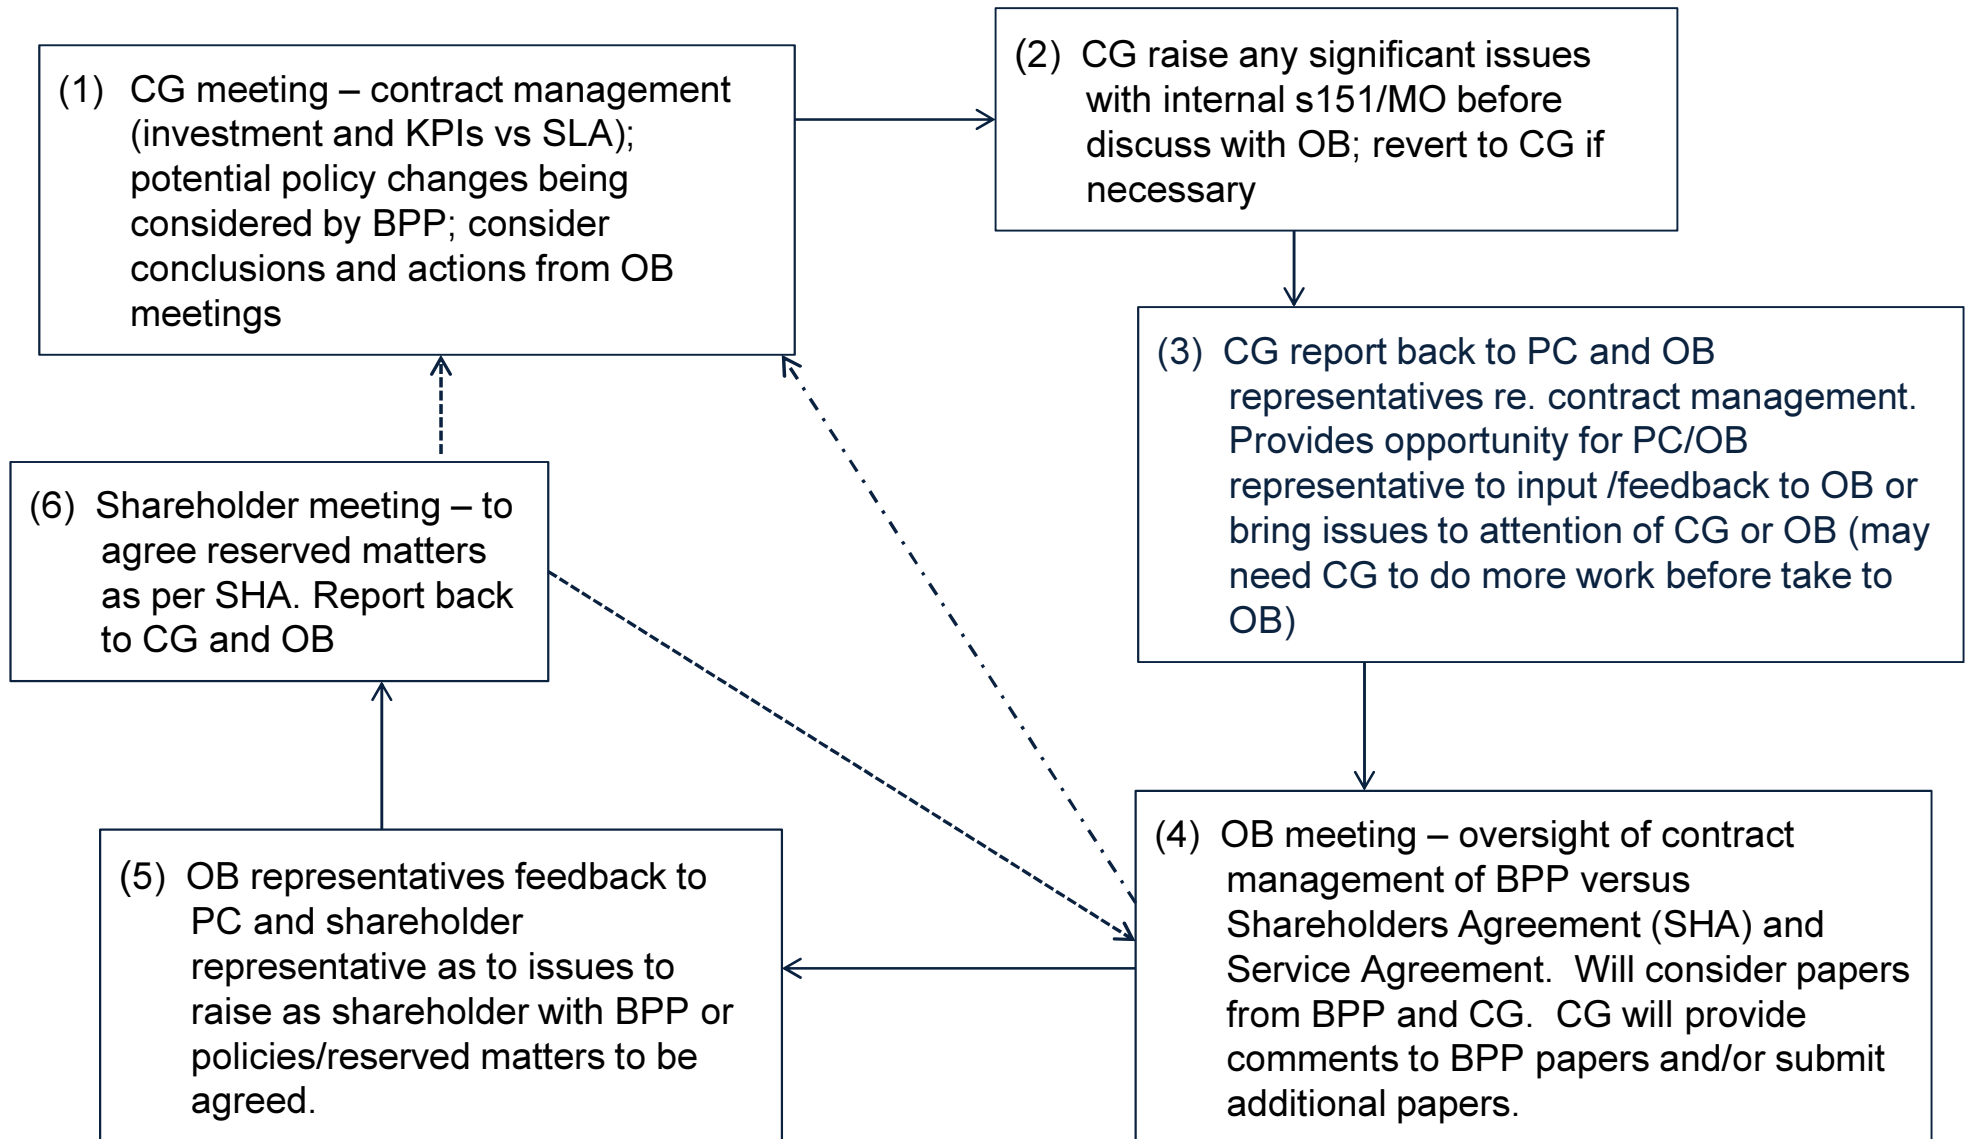 (1) CG meeting – contract management
(investment and KPIs vs SLA);
potential policy changes being
considered by BPP; consider
conclusions and actions from OB
meetings
(2) CG raise any significant issues
with internal s151/MO before
discuss with OB; revert to CG if
necessary
(3) CG report back to PC and OB
representatives re. contract management.
Provides opportunity for PC/OB
representative to input /feedback to OB or
bring issues to attention of CG or OB (may
need CG to do more work before take to
OB)
(4) OB meeting – oversight of contract
management of BPP versus
Shareholders Agreement (SHA) and
Service Agreement. Will consider papers
from BPP and CG. CG will provide
comments to BPP papers and/or submit
additional papers.
(5) OB representatives feedback to
PC and shareholder
representative as to issues to
raise as shareholder with BPP or
policies/reserved matters to be
agreed.
(6) Shareholder meeting – to
agree reserved matters
as per SHA. Report back
to CG and OB